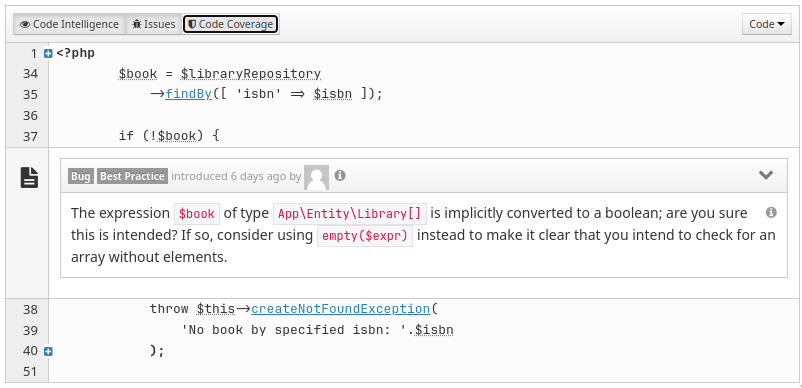 Code Intelligence Issues Code Coverage Code
1 <?php
34 $book = $libraryRepository
35 ->findBy([ 'isbn' => $isbn ]);
36
37 if (!$book) {
Bug Best Practice introduced 6 days ago by
The expression $book of type App\Entity\Library[] is implicitly converted to a boolean; are you sure
this is intended? If so, consider using empty($expr) instead to make it clear that you intend to check for an
array without elements.
38 throw $this->createNotFoundException(
39 'No book by specified isbn: '.$isbn
40 );
51